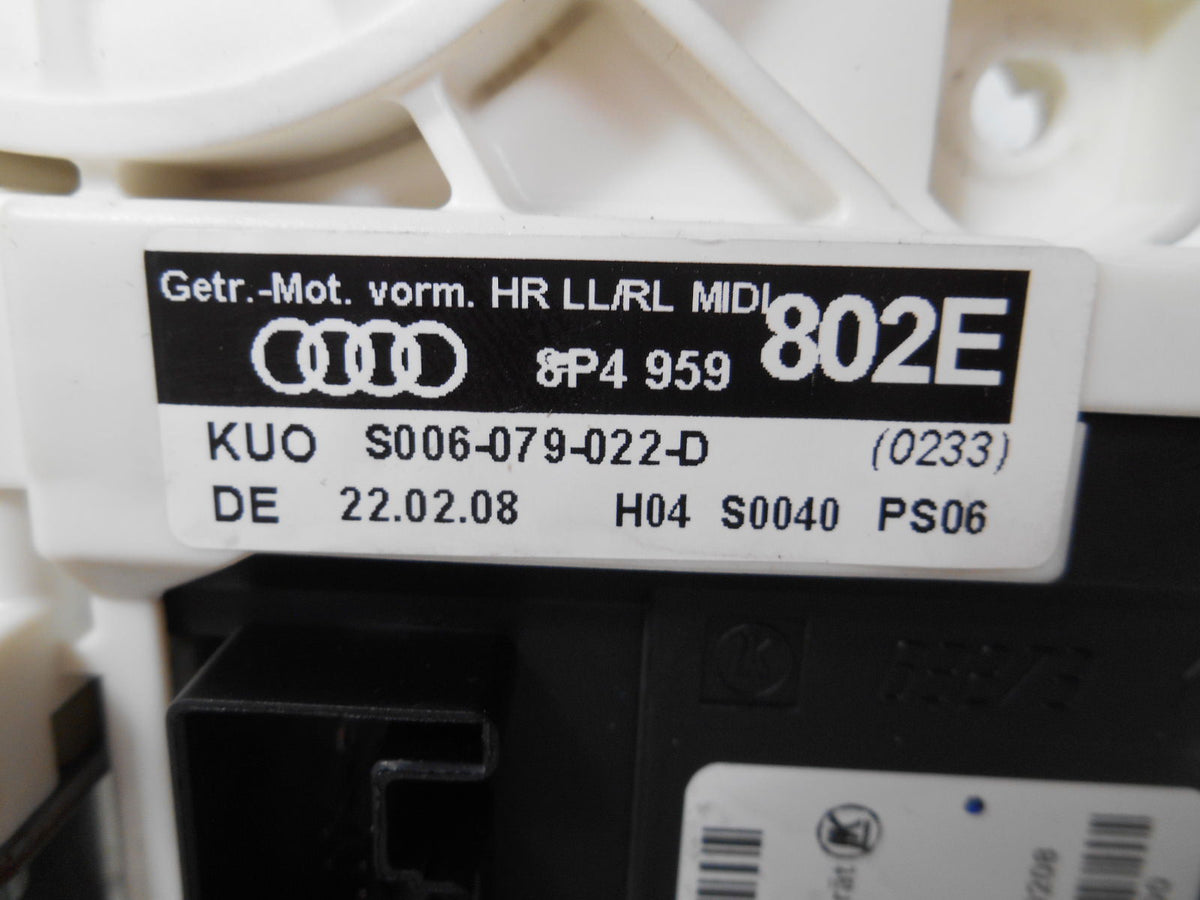 Getr.-Mot. vorm. HR LL/RL MIDI
8P4 959 802E
KUO S006-079-022-D (0233)
DE 22.02.08 H04 S0040 PS06